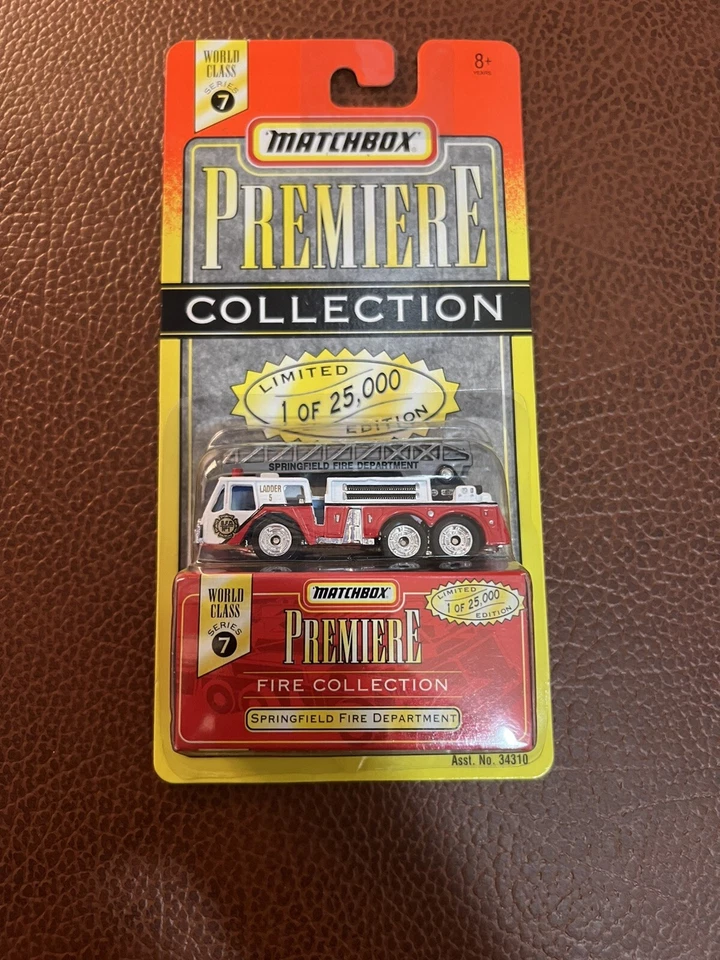 WORLD
CLASS
SERIES
7
8+
YEARS
MATCHBOX
PREMIERE
COLLECTION
LIMITED
1 OF 25,000
EDITION
SPRINGFIELD FIRE DEPARTMENT
LADDER
5
WORLD
CLASS
SERIES
7
MATCHBOX
LIMITED
1 OF 25,000
EDITION
PREMIERE
FIRE COLLECTION
SPRINGFIELD FIRE DEPARTMENT
Asst. No. 34310